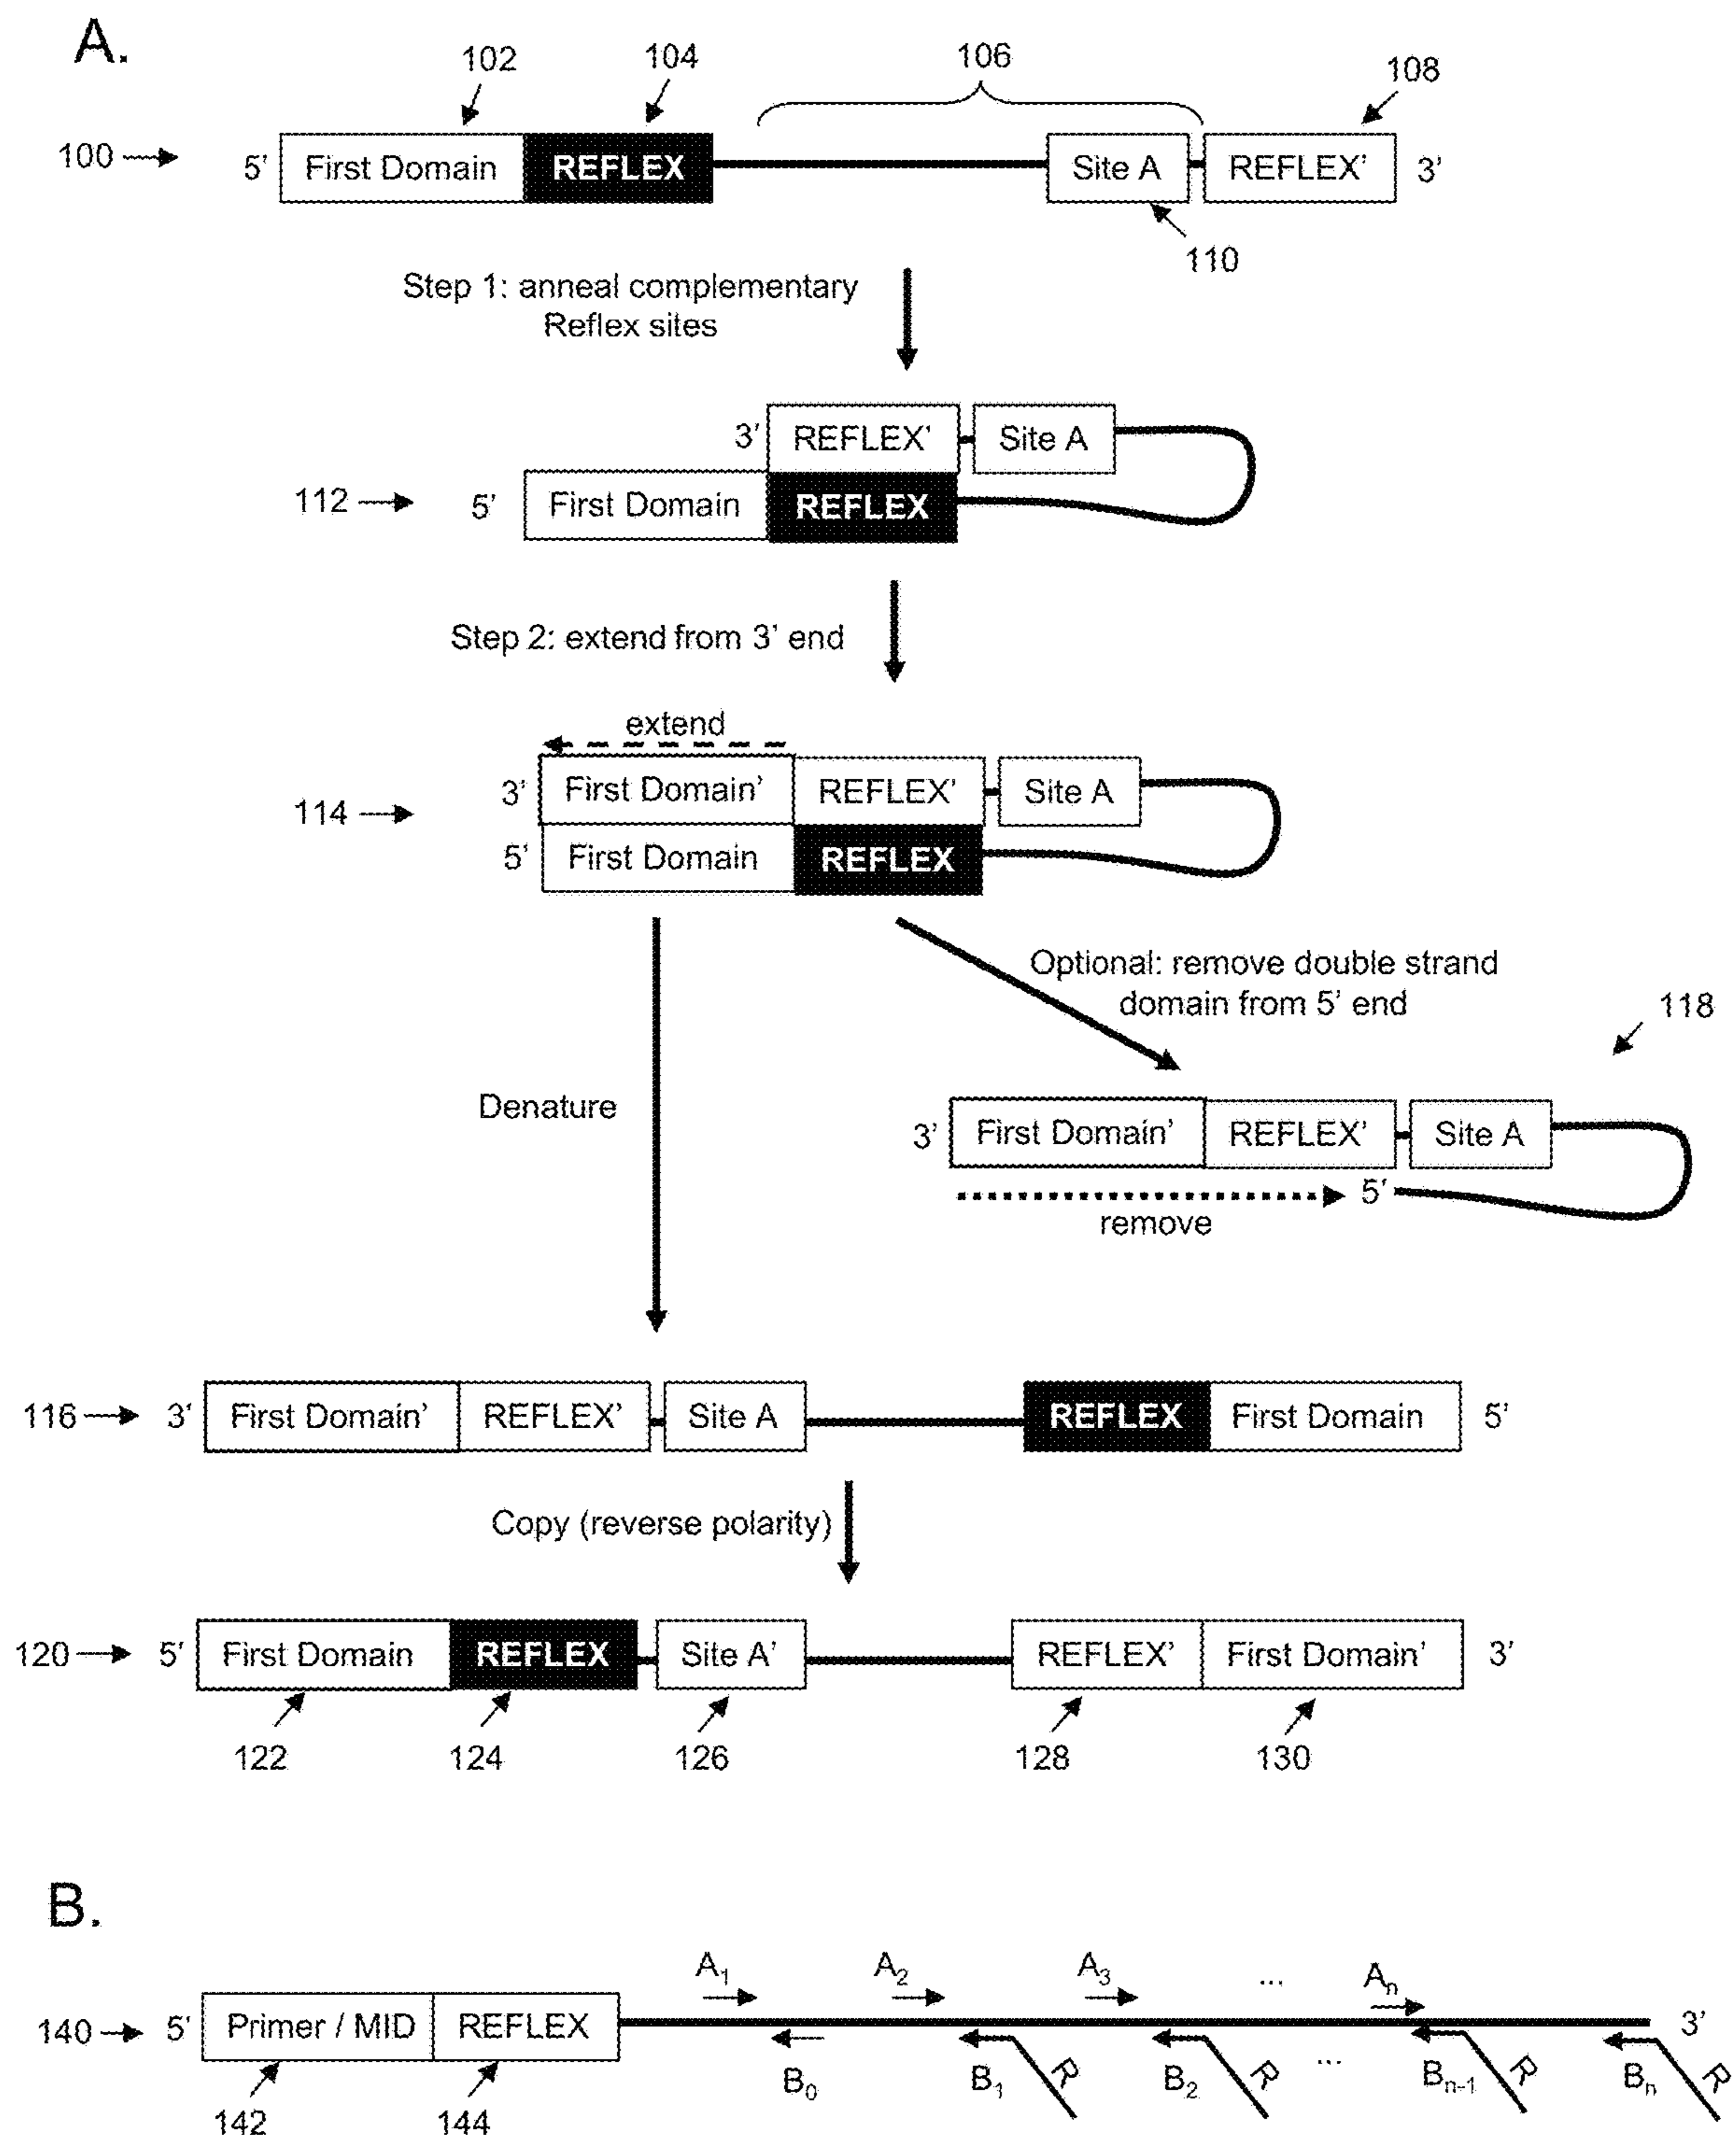 A.
102 104 106 108
100 5' First Domain REFLEX Site A REFLEX' 3'
110
Step 1: anneal complementary
Reflex sites
3' REFLEX' Site A
112 5' First Domain REFLEX
Step 2: extend from 3' end
extend
3' First Domain' REFLEX' Site A
114
5' First Domain REFLEX
Optional: remove double strand
domain from 5' end
118
Denature
3' First Domain' REFLEX' Site A
5'
remove
116 3' First Domain' REFLEX' Site A REFLEX First Domain 5'
Copy (reverse polarity)
120 5' First Domain REFLEX Site A' REFLEX' First Domain' 3'
122 124 126 128 130
B.
A1 A2 A3 ... An
140 5' Primer / MID REFLEX 3'
B0 B1 R B2 R ... Bn-1 R Bn R
142 144